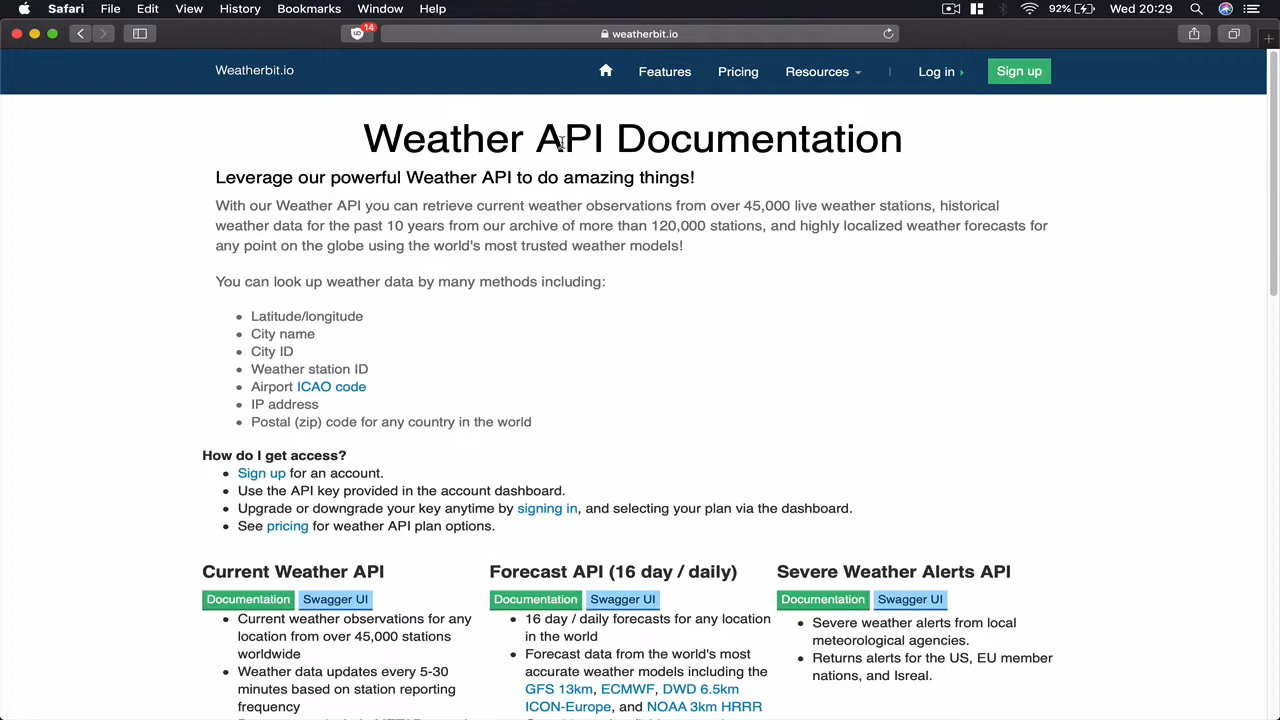 Safari File Edit View History Bookmarks Window Help 92% Wed 20:29
14
weatherbit.io
Weatherbit.io Features Pricing Resources | Log in › Sign up
Weather API Documentation
Leverage our powerful Weather API to do amazing things!
With our Weather API you can retrieve current weather observations from over 45,000 live weather stations, historical
weather data for the past 10 years from our archive of more than 120,000 stations, and highly localized weather forecasts for
any point on the globe using the world's most trusted weather models!
You can look up weather data by many methods including:
• Latitude/longitude
• City name
• City ID
• Weather station ID
• Airport ICAO code
• IP address
• Postal (zip) code for any country in the world
How do I get access?
• Sign up for an account.
• Use the API key provided in the account dashboard.
• Upgrade or downgrade your key anytime by signing in, and selecting your plan via the dashboard.
• See pricing for weather API plan options.
Current Weather API
Documentation Swagger UI
• Current weather observations for any
location from over 45,000 stations
worldwide
• Weather data updates every 5-30
minutes based on station reporting
frequency
Forecast API (16 day / daily)
Documentation Swagger UI
• 16 day / daily forecasts for any location
in the world
• Forecast data from the world's most
accurate weather models including the
GFS 13km, ECMWF, DWD 6.5km
ICON-Europe, and NOAA 3km HRRR
Severe Weather Alerts API
Documentation Swagger UI
• Severe weather alerts from local
meteorological agencies.
• Returns alerts for the US, EU member
nations, and Isreal.